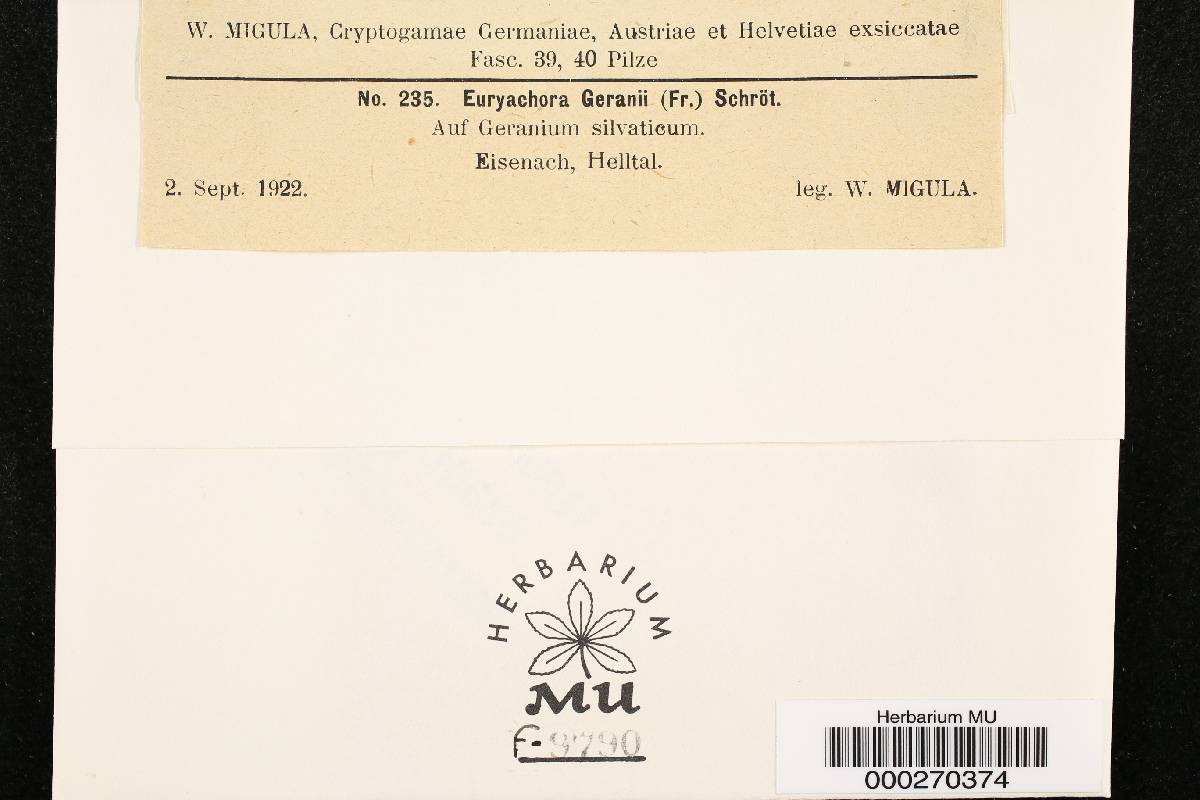 W. MIGULA, Cryptogamae Germaniae, Austriae et Helvetiae exsiccatae
Fasc. 39, 40 Pilze
No. 235. Euryachora Geranii (Fr.) Schröt.
Auf Geranium silvaticum.
Eisenach, Helltal.
2. Sept. 1922.
leg. W. MIGULA.
HERBARIUM
MU
F-9790
Herbarium MU
000270374